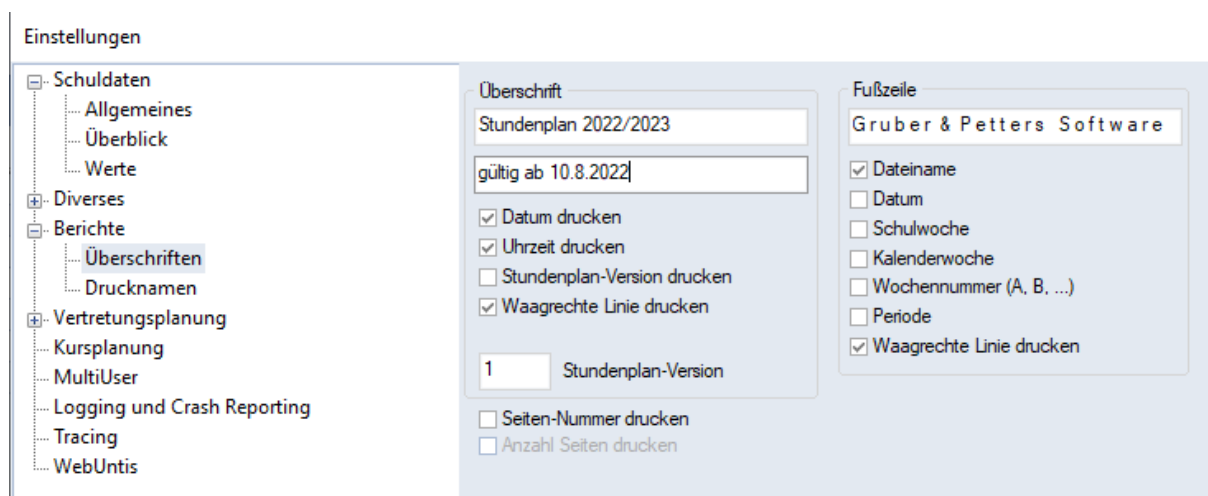 Einstellungen
Schuldaten
Allgemeines
Überblick
Werte
Diverses
Berichte
Überschriften
Drucknamen
Vertretungsplanung
Kursplanung
MultiUser
Logging und Crash Reporting
Tracing
WebUntis
Überschrift
Stundenplan 2022/2023
gültig ab 10.8.2022
Datum drucken
Uhrzeit drucken
Stundenplan-Version drucken
Waagrechte Linie drucken
1 Stundenplan-Version
Seiten-Nummer drucken
Anzahl Seiten drucken
Fußzeile
Gruber & Petters Software
Dateiname
Datum
Schulwoche
Kalenderwoche
Wochennummer (A, B, ...)
Periode
Waagrechte Linie drucken